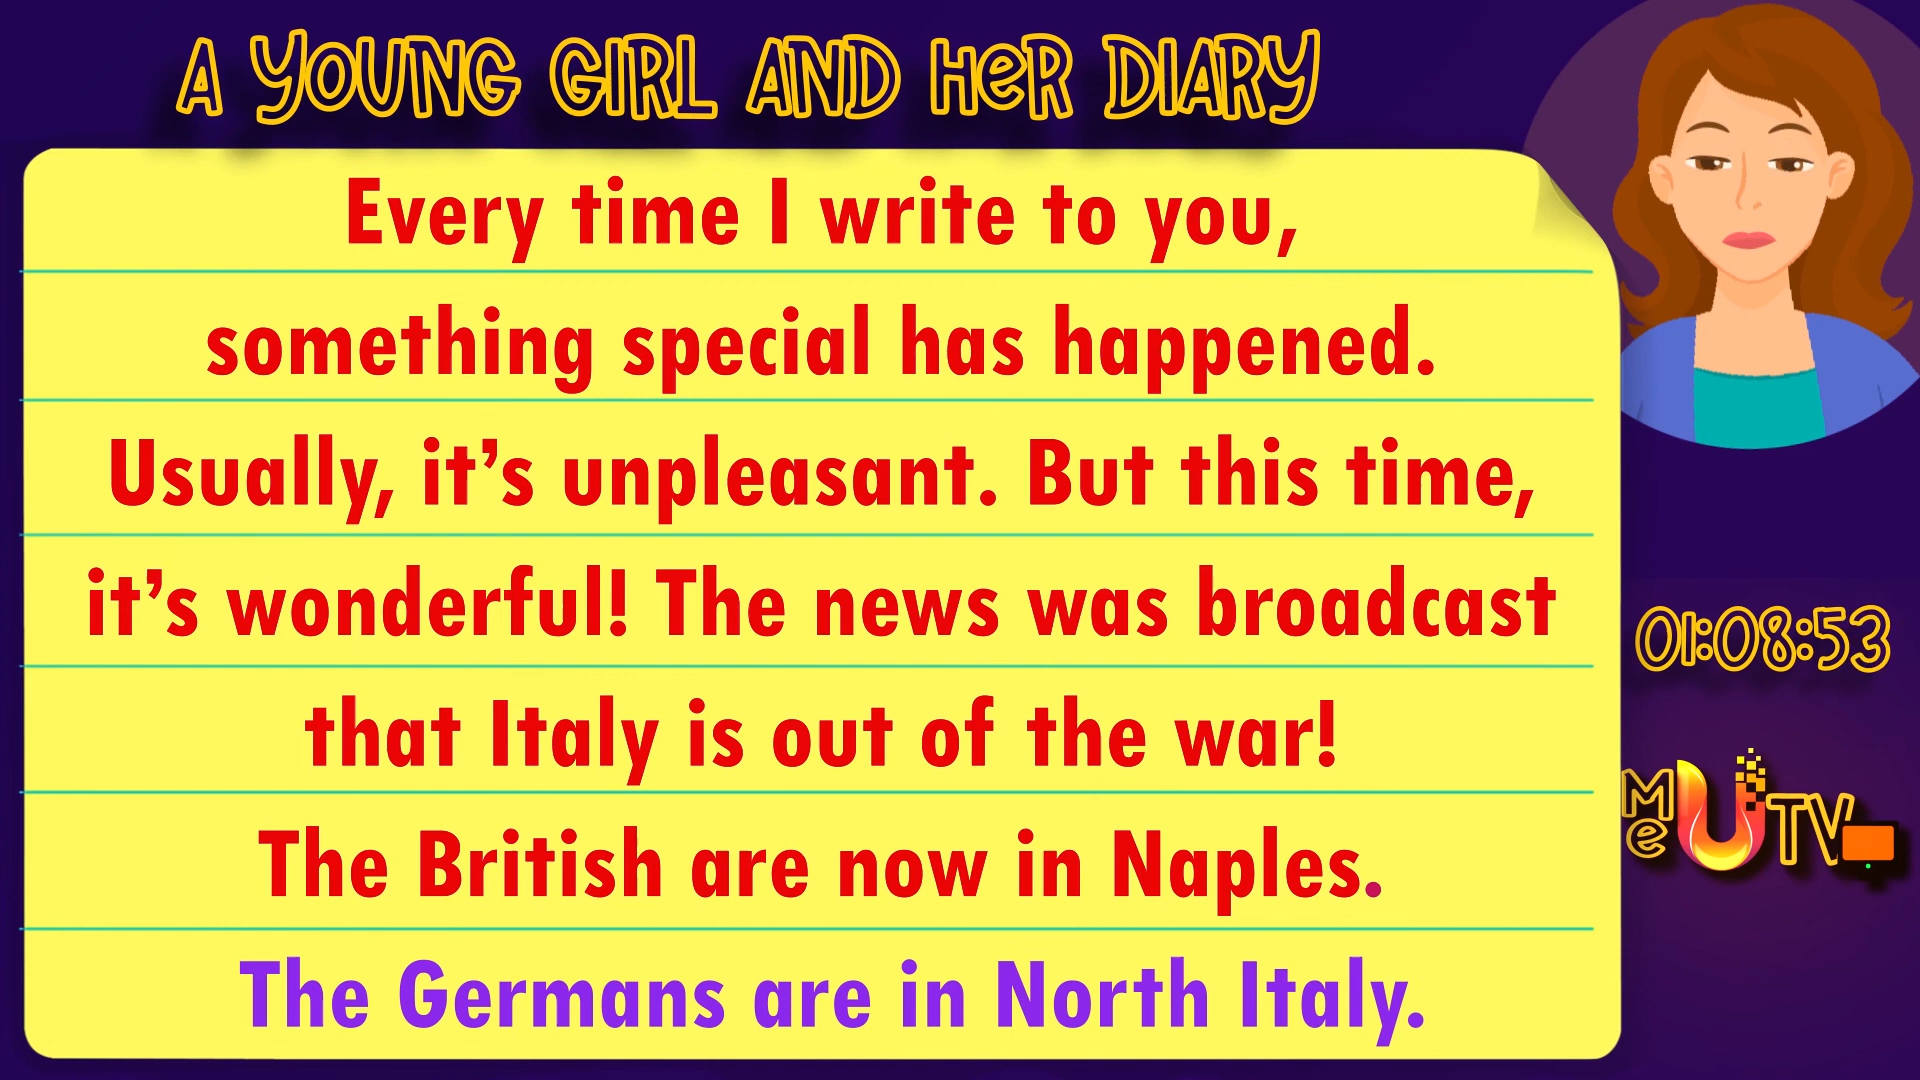 A YOUNG GIRL AND HeR DIARY
Every time I write to you,
something special has happened.
Usually, it’s unpleasant. But this time,
it’s wonderful! The news was broadcast
that Italy is out of the war!
The British are now in Naples.
The Germans are in North Italy.
01:08:53
Me U TV